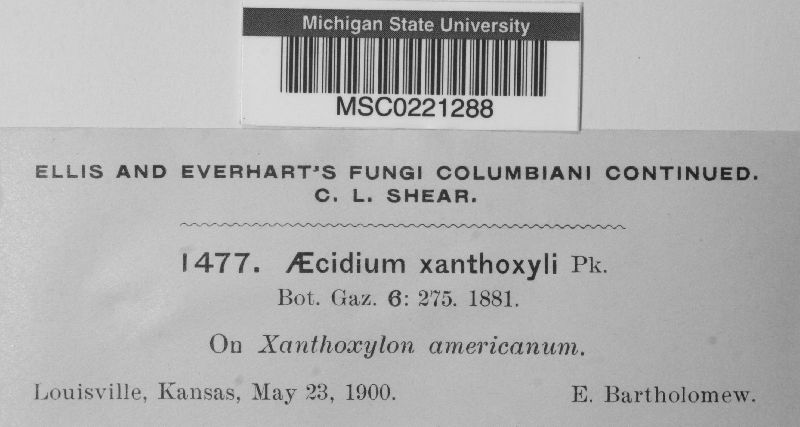 Michigan State University
MSC0221288
ELLIS AND EVERHART'S FUNGI COLUMBIANI CONTINUED.
C. L. SHEAR.
1477. Æcidium xanthoxyli Pk.
Bot. Gaz. 6: 275. 1881.
On Xanthoxylon americanum.
Louisville, Kansas, May 23, 1900. E. Bartholomew.